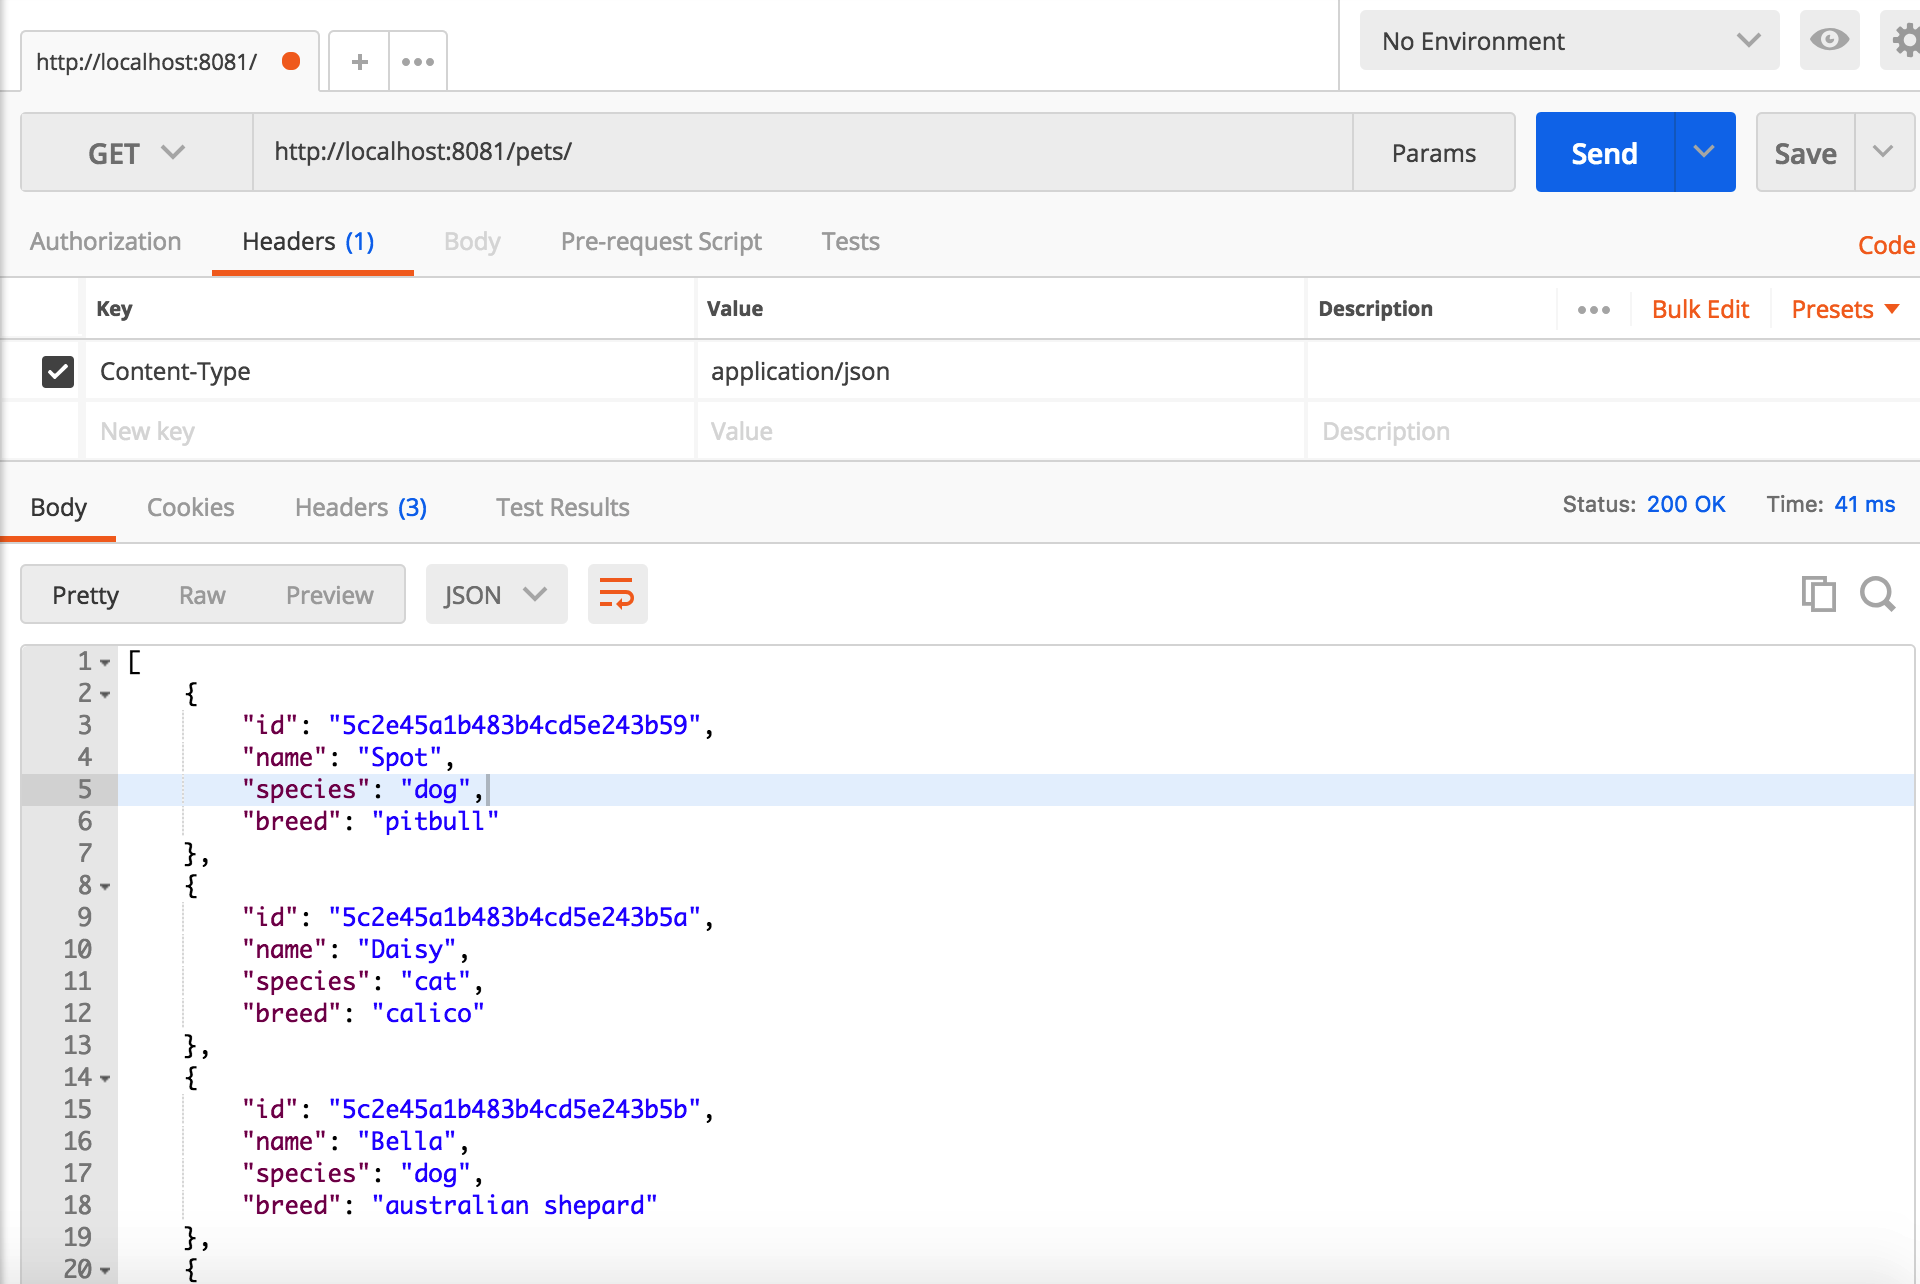 http://localhost:8081/
No Environment
GET http://localhost:8081/pets/ Params Send Save
Authorization Headers (1) Body Pre-request Script Tests Code
Key Value Description Bulk Edit Presets
Content-Type application/json
New key Value Description
Body Cookies Headers (3) Test Results Status: 200 OK Time: 41 ms
Pretty Raw Preview JSON
1 [
2 {
3 "id": "5c2e45a1b483b4cd5e243b59",
4 "name": "Spot",
5 "species": "dog",
6 "breed": "pitbull"
7 },
8 {
9 "id": "5c2e45a1b483b4cd5e243b5a",
10 "name": "Daisy",
11 "species": "cat",
12 "breed": "calico"
13 },
14 {
15 "id": "5c2e45a1b483b4cd5e243b5b",
16 "name": "Bella",
17 "species": "dog",
18 "breed": "australian shepard"
19 },
20 {